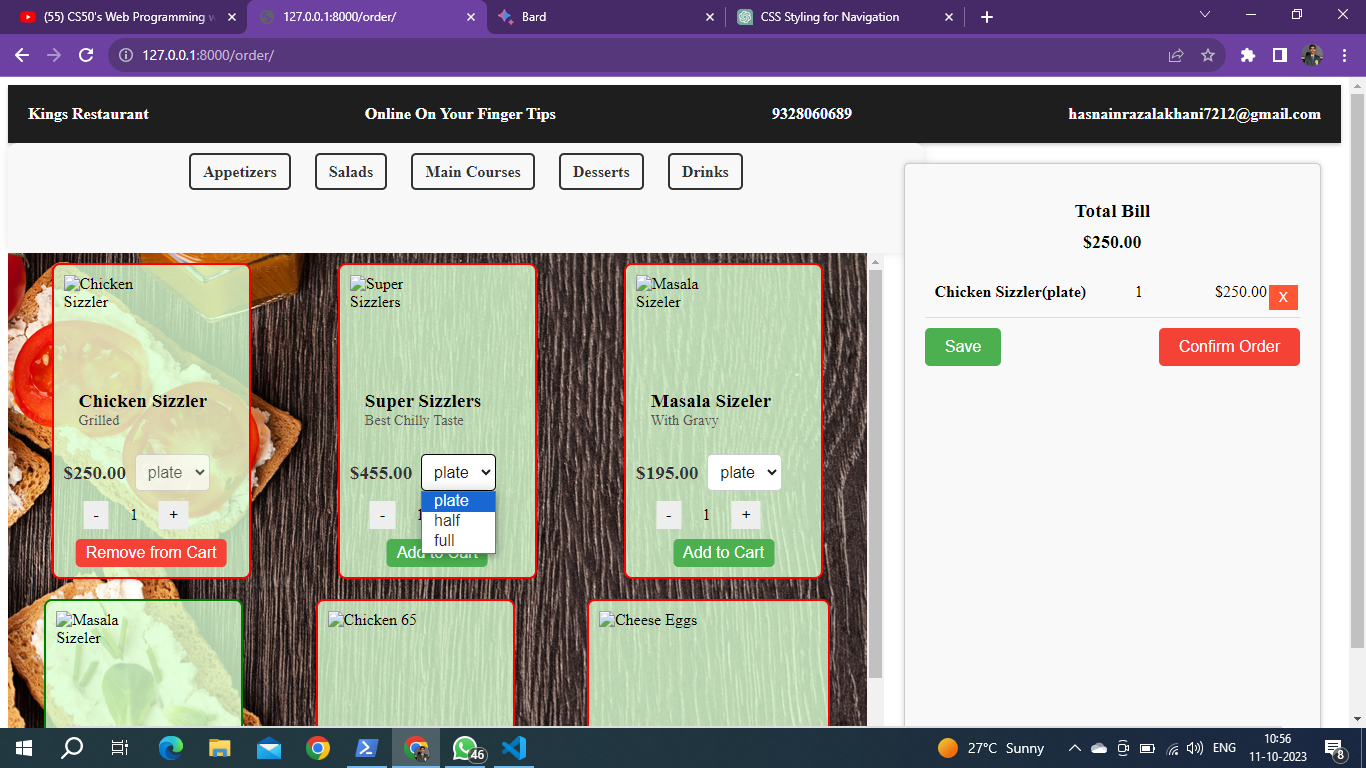 (55) CS50's Web Programming w
127.0.0.1:8000/order/
Bard
CSS Styling for Navigation
127.0.0.1:8000/order/
Kings Restaurant
Online On Your Finger Tips
9328060689
hasnainrazalakhani7212@gmail.com
Appetizers
Salads
Main Courses
Desserts
Drinks
Total Bill
$250.00
Chicken Sizzler(plate) 1 $250.00 X
Save
Confirm Order
Chicken
Sizzler
Chicken Sizzler
Grilled
$250.00 plate
- 1 +
Remove from Cart
Super
Sizzlers
Super Sizzlers
Best Chilly Taste
$455.00 plate
plate
half
full
-
Add to Cart
Masala
Sizeler
Masala Sizeler
With Gravy
$195.00 plate
- 1 +
Add to Cart
Masala
Sizeler
Chicken 65
Cheese Eggs
46
27°C Sunny
ENG
10:56
11-10-2023
8